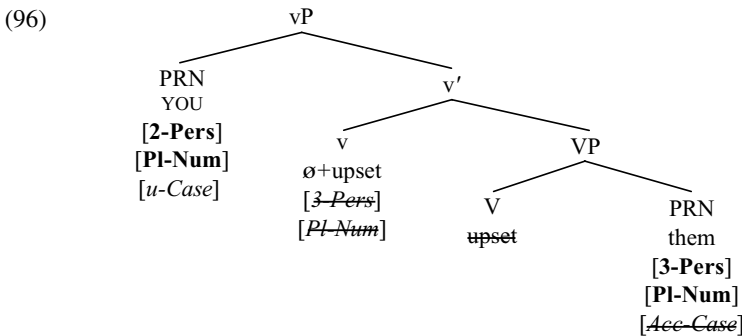 (96)
vP
PRN
YOU
[2-Pers]
[Pl-Num]
[u-Case]
v′
v
ø+upset
[3-Pers]
[Pl-Num]
VP
V
upset
PRN
them
[3-Pers]
[Pl-Num]
[Acc-Case]